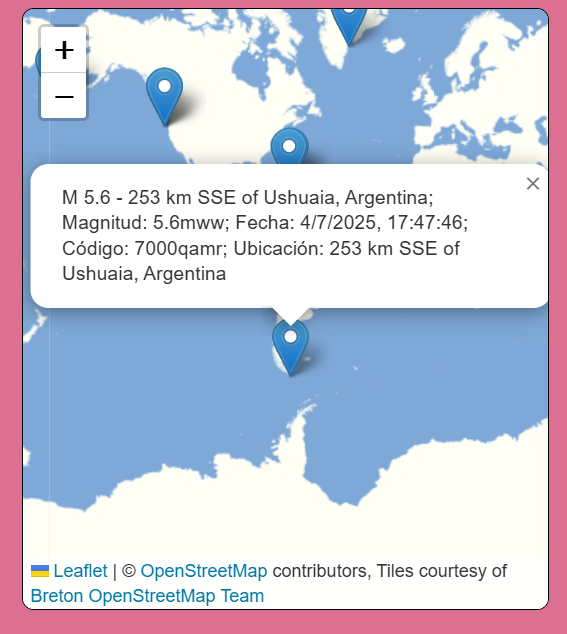 +
−
×
M 5.6 - 253 km SSE of Ushuaia, Argentina;
Magnitud: 5.6mww; Fecha: 4/7/2025, 17:47:46;
Código: 7000qamr; Ubicación: 253 km SSE of
Ushuaia, Argentina
Leaflet | © OpenStreetMap contributors, Tiles courtesy of
Breton OpenStreetMap Team